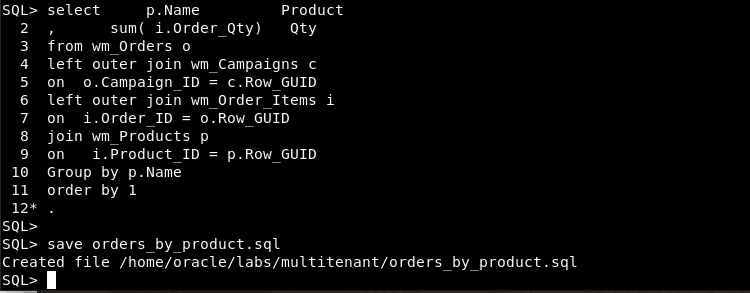 SQL> select     p.Name          Product
  2  ,      sum( i.Order_Qty)   Qty
  3  from wm_Orders o
  4  left outer join wm_Campaigns c
  5  on  o.Campaign_ID = c.Row_GUID
  6  left outer join wm_Order_Items i
  7  on  i.Order_ID = o.Row_GUID
  8  join wm_Products p
  9  on   i.Product_ID = p.Row_GUID
 10  Group by p.Name
 11  order by 1
 12* .
SQL>
SQL> save orders_by_product.sql
Created file /home/oracle/labs/multitenant/orders_by_product.sql
SQL>